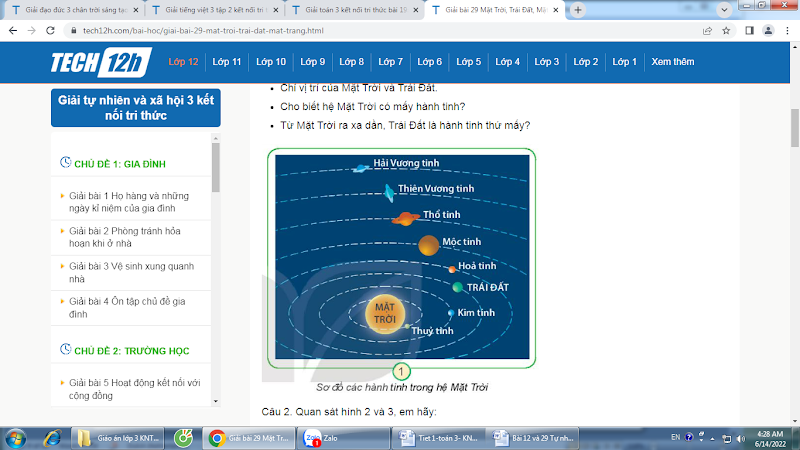 Giải đạo đức 3 chân trời sáng tạo
Giải tiếng việt 3 tập 2 kết nối tri t
Giải toán 3 kết nối tri thức bài 15
Giải bài 29 Mặt Trời, Trái Đất, Mặ
tech12h.com/bai-hoc/giai-bai-29-mat-troi-trai-dat-mat-trang.html
TECH 12h
Lớp 12
Lớp 11
Lớp 10
Lớp 9
Lớp 8
Lớp 7
Lớp 6
Lớp 5
Lớp 4
Lớp 3
Lớp 2
Lớp 1
Xem thêm
Giải tự nhiên và xã hội 3 kết
nối tri thức
CHỦ ĐỀ 1: GIA ĐÌNH
Giải bài 1 Họ hàng và những
ngày kỉ niệm của gia đình
Giải bài 2 Phòng tránh hỏa
hoạn khi ở nhà
Giải bài 3 Vệ sinh xung quanh
nhà
Giải bài 4 Ôn tập chủ đề gia
đình
CHỦ ĐỀ 2: TRƯỜNG HỌC
Giải bài 5 Hoạt động kết nối với
cộng đồng
Chỉ vị trí của Mặt Trời và Trái Đất.
Cho biết hệ Mặt Trời có mấy hành tinh?
Từ Mặt Trời ra xa dần, Trái Đất là hành tinh thứ mấy?
Hải Vương tinh
Thiên Vương tinh
Thổ tinh
Mộc tinh
Hoả tinh
TRÁI ĐẤT
Kim tinh
MẶT
TRỜI
Thuỷ tinh
1
Sơ đồ các hành tinh trong hệ Mặt Trời
Câu 2. Quan sát hình 2 và 3, em hãy:
Giáo án lớp 3 KNT...
Giải bài 29 Mặt Tr...
Zalo
Tiet 1-toán 3- KN...
Bài 12 và 29 Tự nh...
EN
4:28 AM
6/14/2022